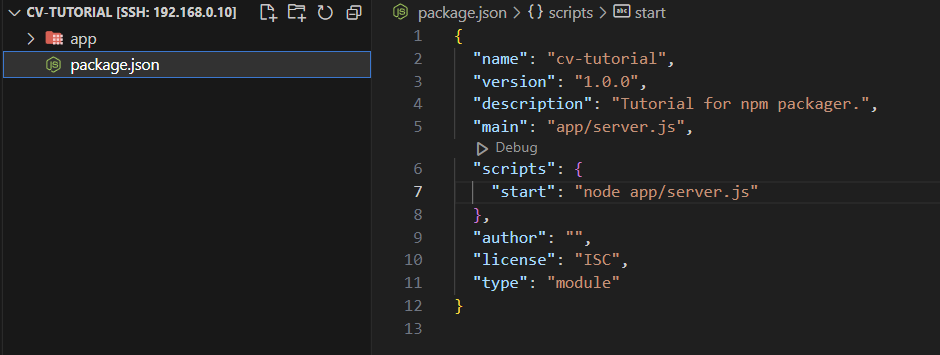 CV-TUTORIAL [SSH: 192.168.0.10]
app
package.json
package.json > {} scripts > start
1 {
2 "name": "cv-tutorial",
3 "version": "1.0.0",
4 "description": "Tutorial for npm packager.",
5 "main": "app/server.js",
Debug
6 "scripts": {
7 "start": "node app/server.js"
8 },
9 "author": "",
10 "license": "ISC",
11 "type": "module"
12 }
13